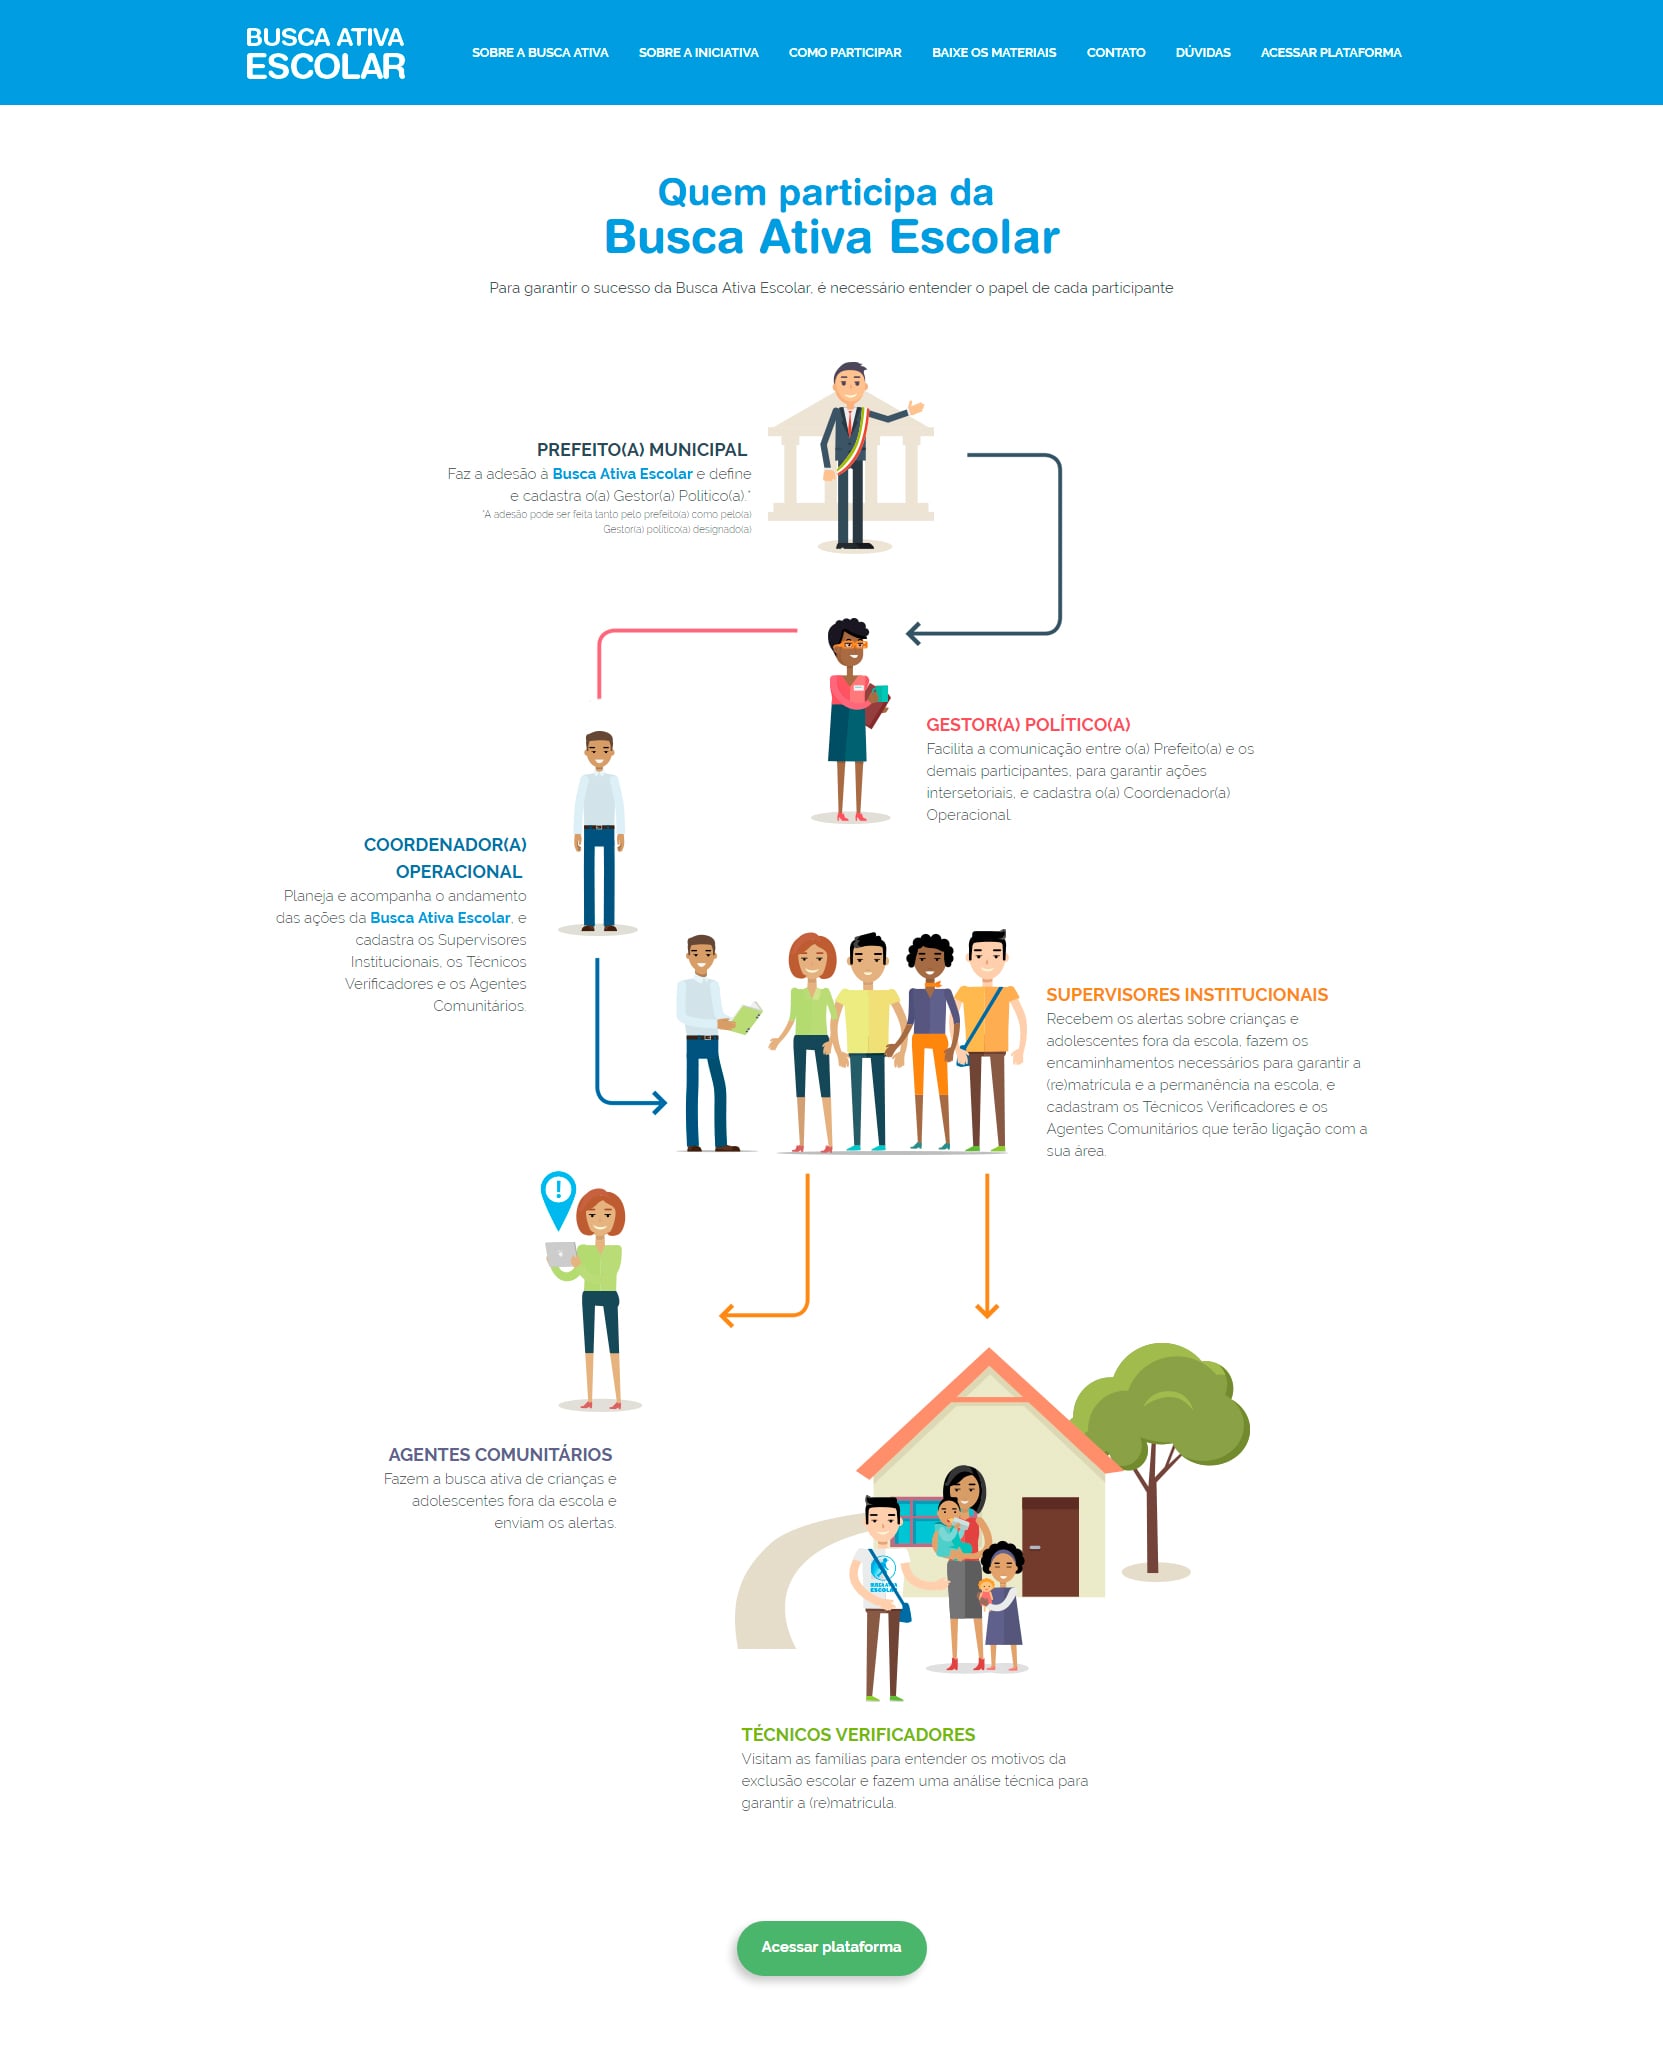 BUSCA ATIVA
ESCOLAR
SOBRE A BUSCA ATIVA SOBRE A INICIATIVA COMO PARTICIPAR BAIXE OS MATERIAIS CONTATO DÚVIDAS ACESSAR PLATAFORMA
Quem participa da
Busca Ativa Escolar
Para garantir o sucesso da Busca Ativa Escolar, é necessário entender o papel de cada participante
PREFEITO(A) MUNICIPAL
Faz a adesão à Busca Ativa Escolar e define
e cadastra o(a) Gestor(a) Político(a).*
*A adesão pode ser feita tanto pelo prefeito(a) como pelo(a)
Gestor(a) político(a) designado(a)
GESTOR(A) POLÍTICO(A)
Facilita a comunicação entre o(a) Prefeito(a) e os
demais participantes, para garantir ações
intersetoriais, e cadastra o(a) Coordenador(a)
Operacional
COORDENADOR(A)
OPERACIONAL
Planeja e acompanha o andamento
das ações da Busca Ativa Escolar, e
cadastra os Supervisores
Institucionais, os Técnicos
Verificadores e os Agentes
Comunitários.
SUPERVISORES INSTITUCIONAIS
Recebem os alertas sobre crianças e
adolescentes fora da escola, fazem os
encaminhamentos necessários para garantir a
(re)matrícula e a permanência na escola, e
cadastram os Técnicos Verificadores e os
Agentes Comunitários que terão ligação com a
sua área.
!
AGENTES COMUNITÁRIOS
Fazem a busca ativa de crianças e
adolescentes fora da escola e
enviam os alertas.
BUSCA ATIVA
ESCOLAR
TÉCNICOS VERIFICADORES
Visitam as famílias para entender os motivos da
exclusão escolar e fazem uma análise técnica para
garantir a (re)matrícula.
Acessar plataforma